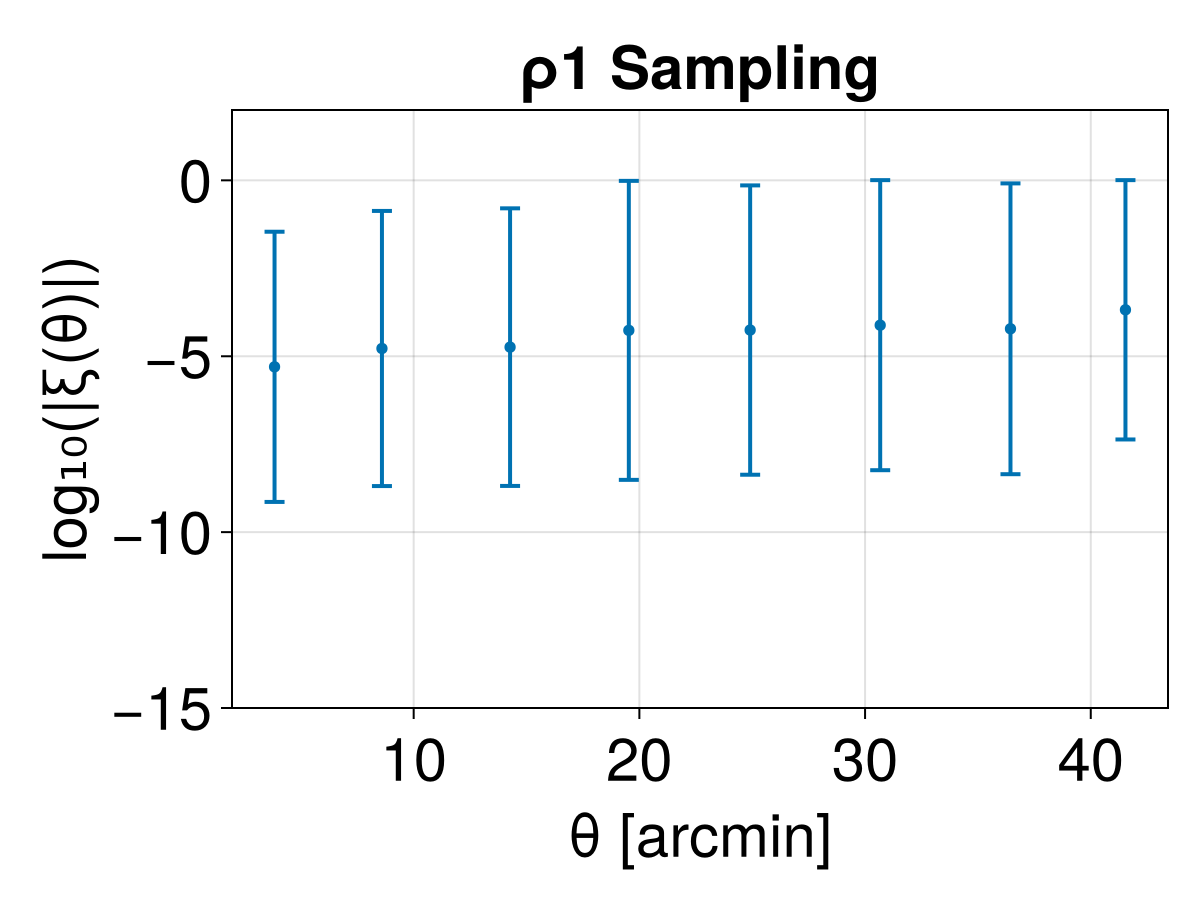 ρ1 Sampling
log₁₀(|ξ(θ)|)
0
−5
−10
−15
10 20 30 40
θ [arcmin]